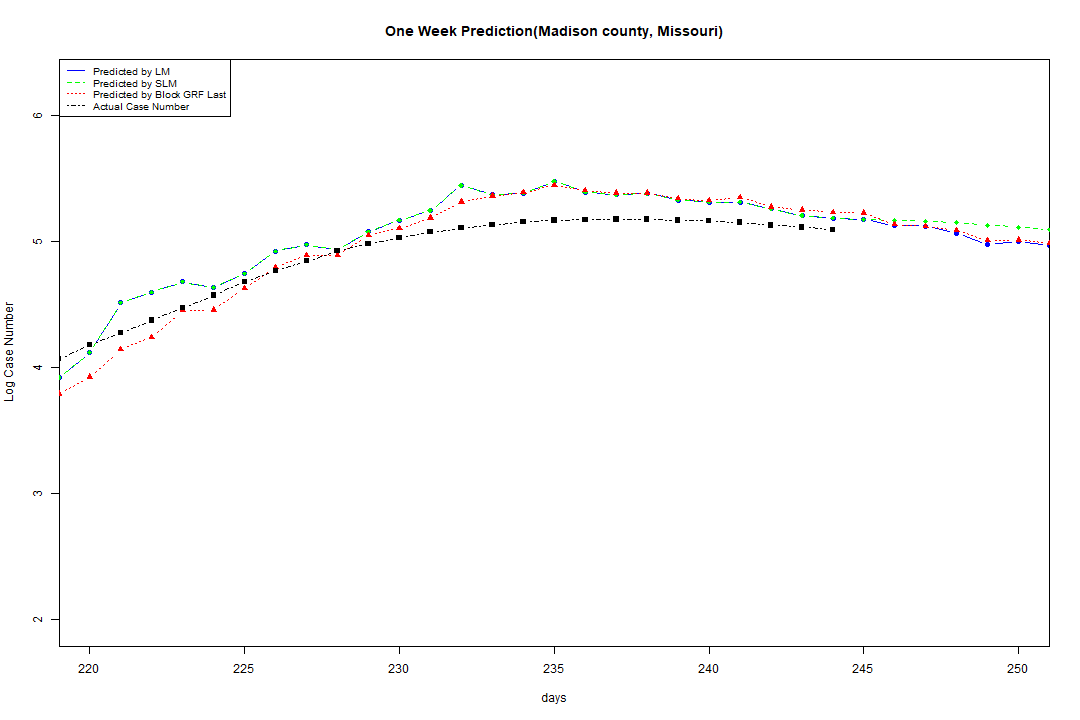 One Week Prediction(Madison county, Missouri)
Predicted by LM
Predicted by SLM
Predicted by Block GRF Last
Actual Case Number
6
5
4
3
2
Log Case Number
220 225 230 235 240 245 250
days